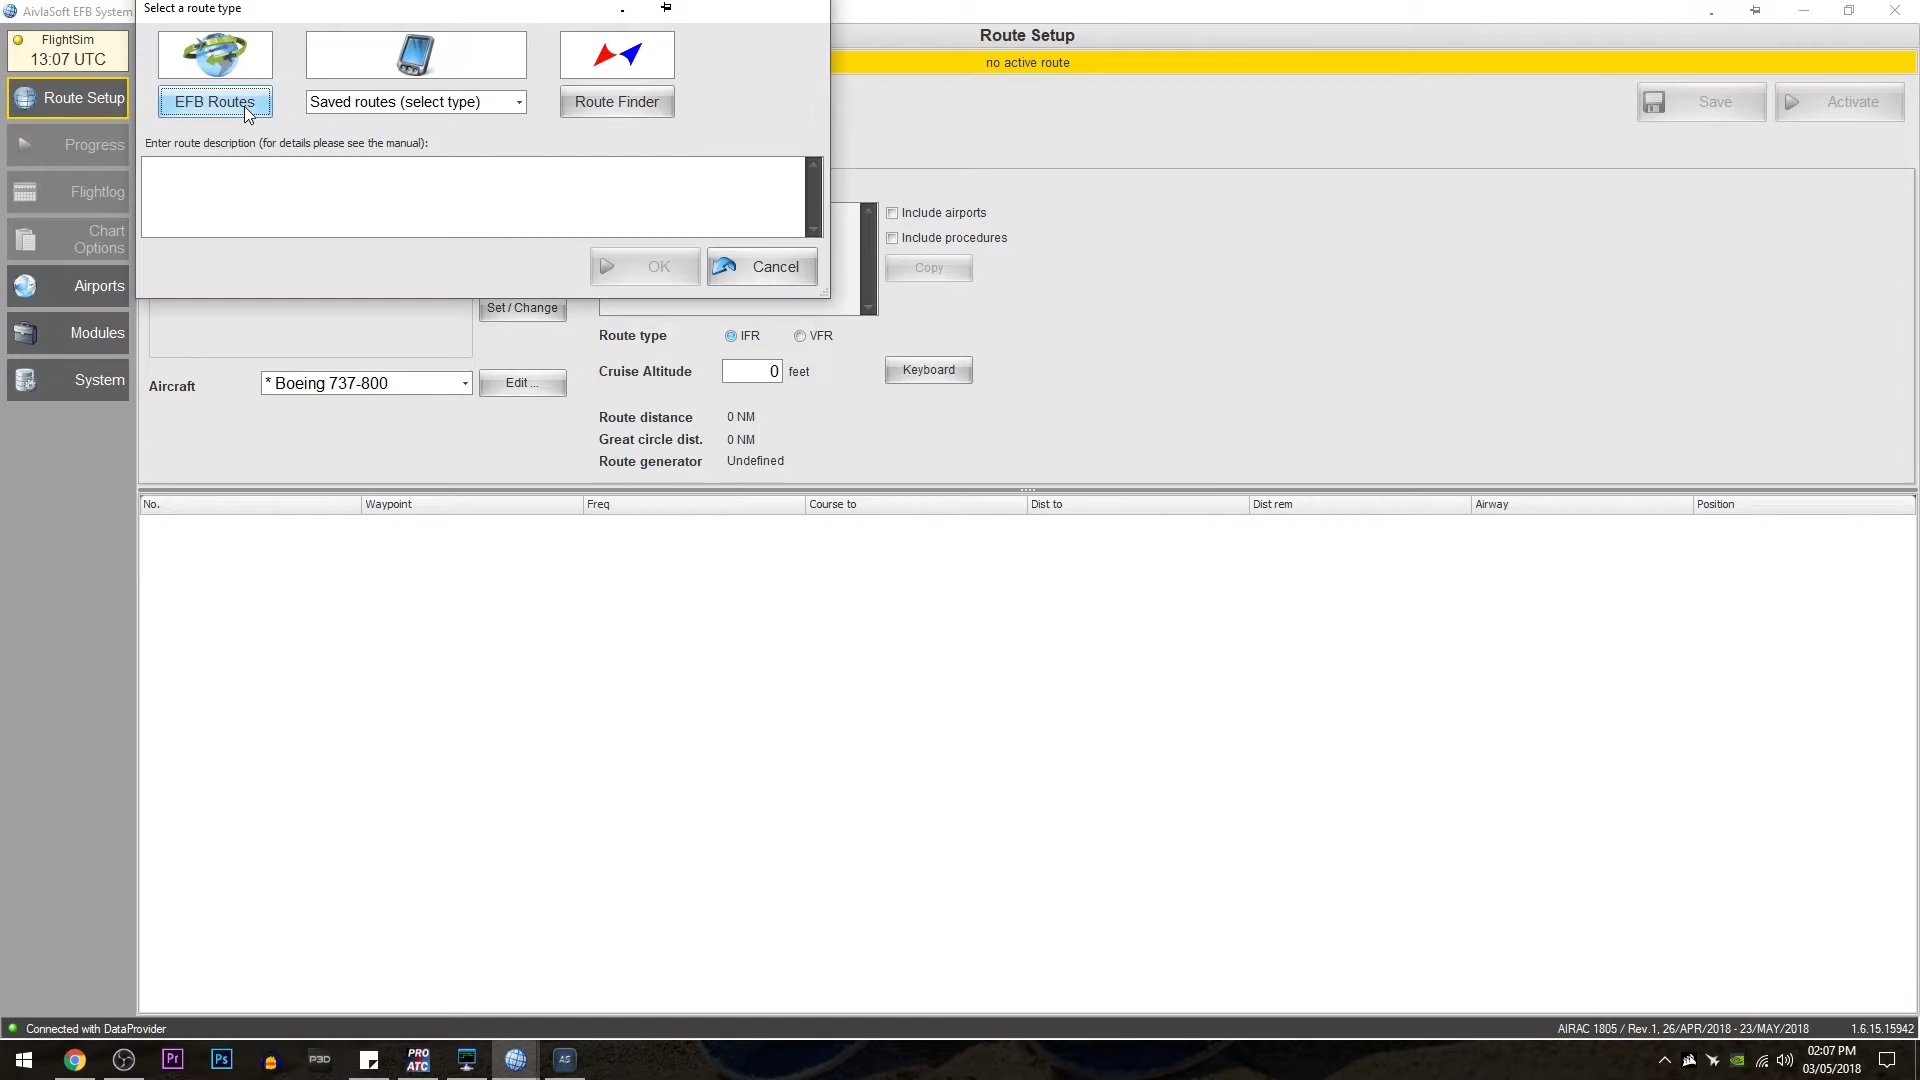 AivlaSoft EFB System
Select a route type
FlightSim
13:07 UTC
Route Setup
Progress
Flightlog
Chart
Options
Airports
Modules
System
EFB Routes
Saved routes (select type)
Route Finder
Enter route description (for details please see the manual):
OK
Cancel
Route Setup
no active route
Save
Activate
Include airports
Include procedures
Copy
Set / Change
Route type
IFR
VFR
Cruise Altitude
0
feet
Keyboard
Aircraft
* Boeing 737-800
Edit ...
Route distance
0 NM
Great circle dist.
0 NM
Route generator
Undefined
No.
Waypoint
Freq
Course to
Dist to
Dist rem
Airway
Position
Connected with DataProvider
AIRAC 1805 / Rev.1, 26/APR/2018 - 23/MAY/2018
1.6.15.15942
Pr
Ps
P3D
PRO
ATC
AS
02:07 PM
03/05/2018